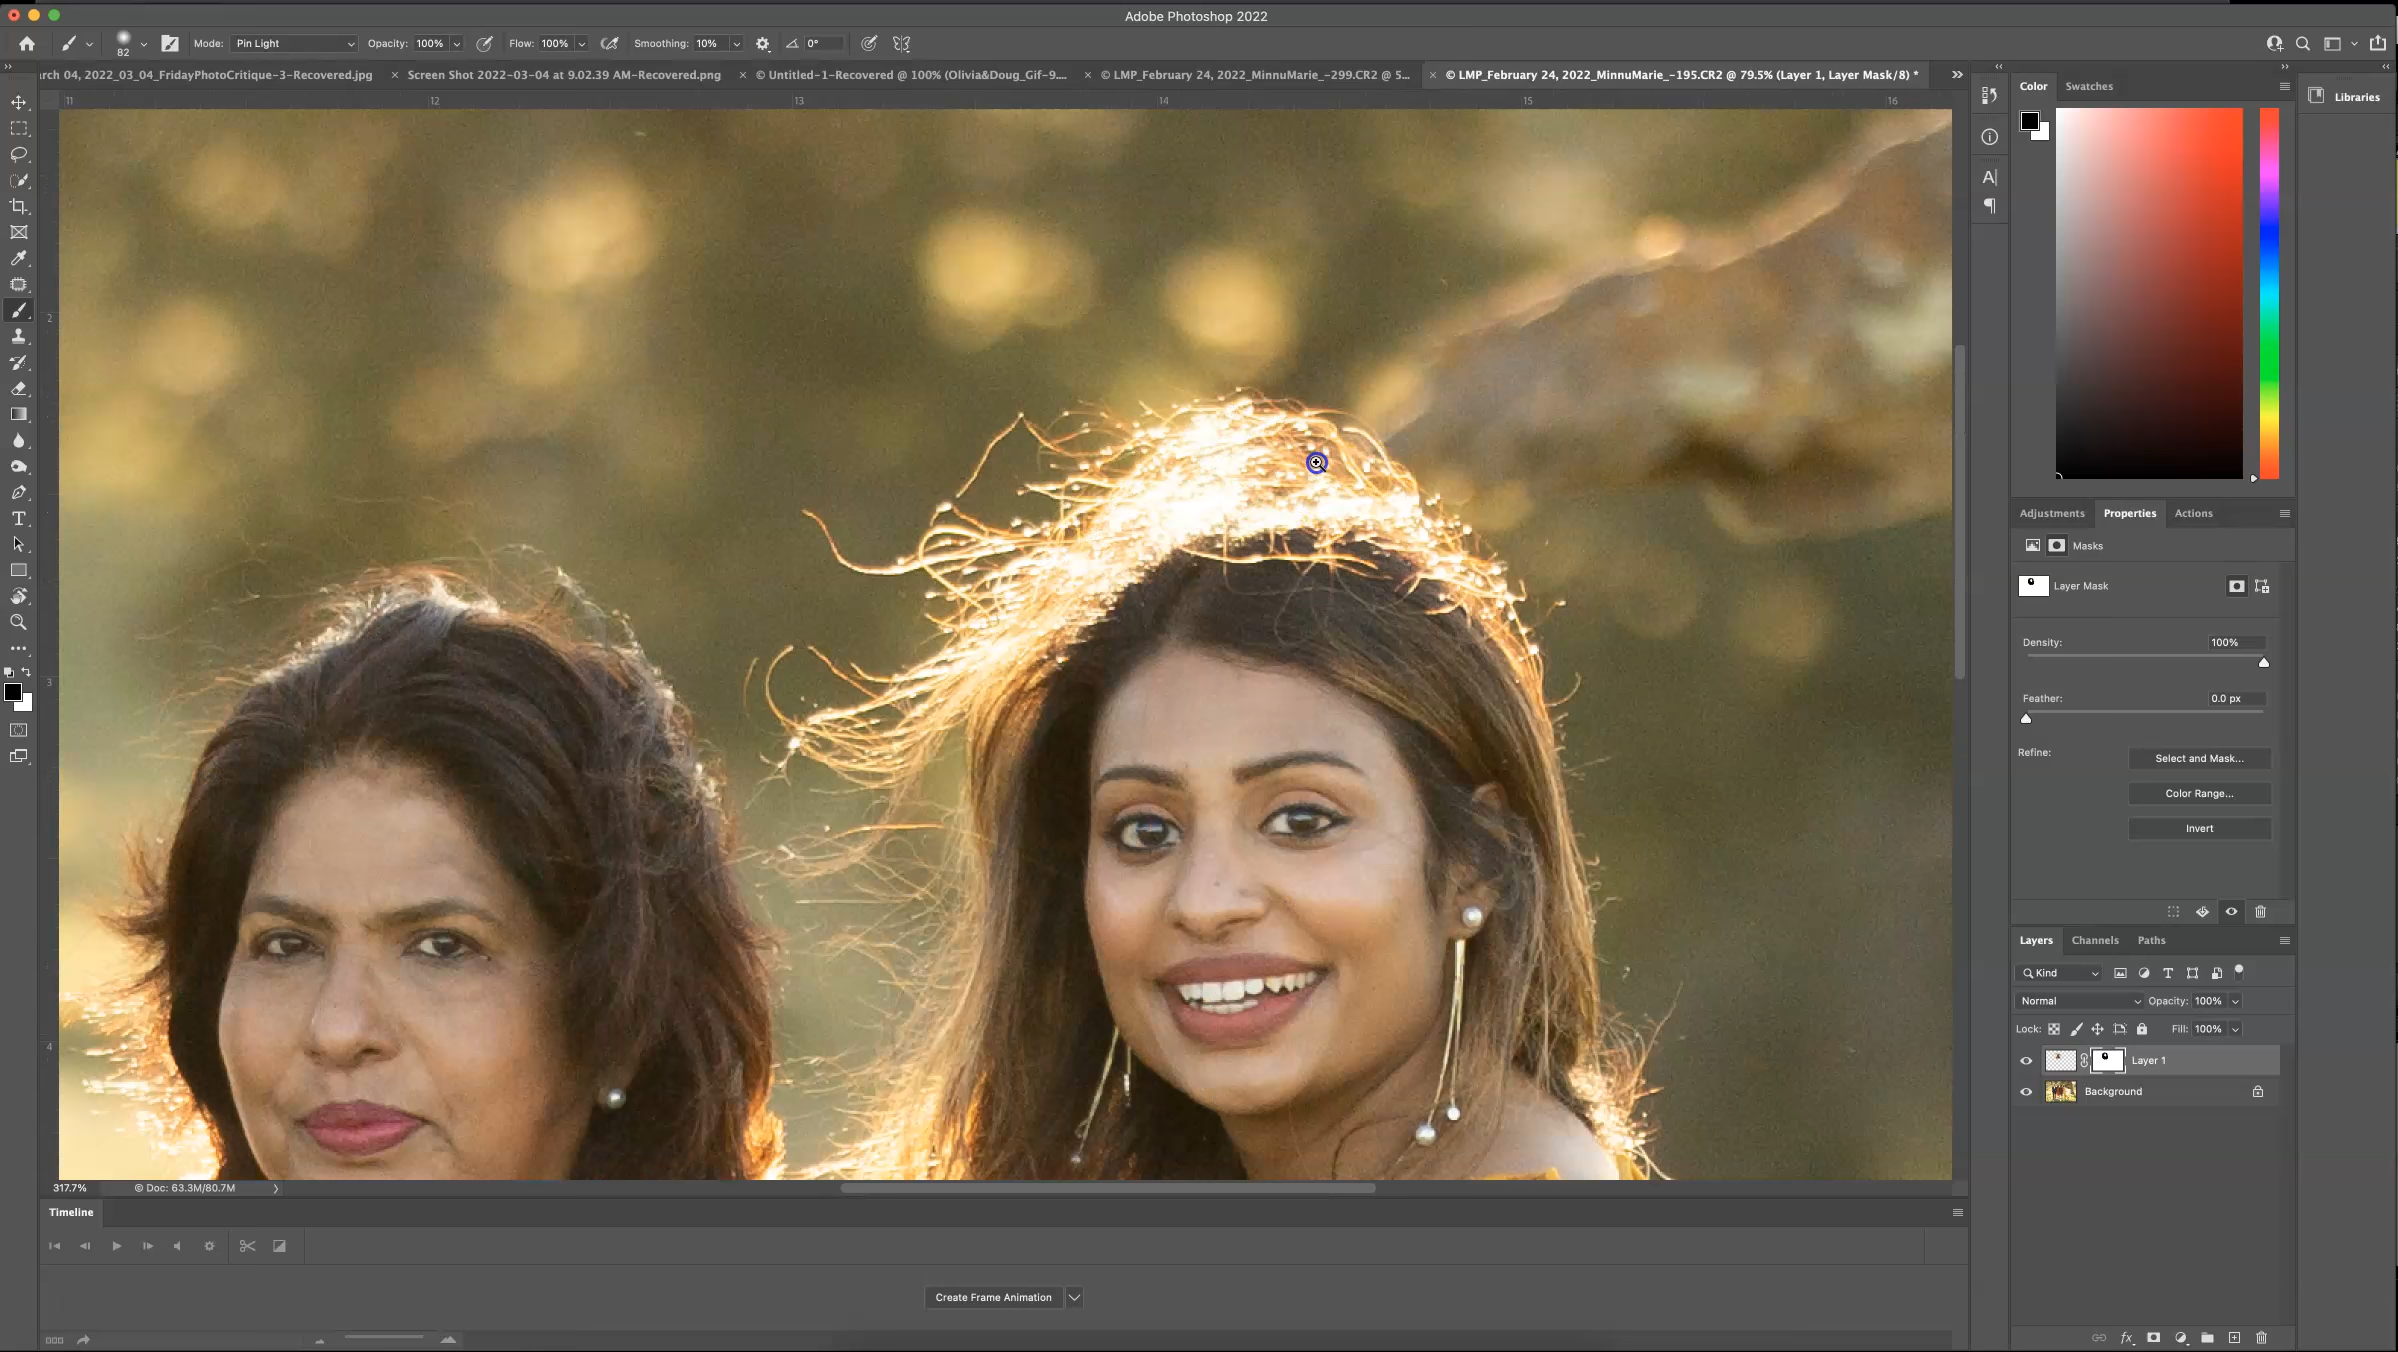 Adobe Photoshop 2022
82 Mode: Pin Light Opacity: 100% Flow: 100% Smoothing: 10% 0°
rch 04, 2022_03_04_FridayPhotoCritique-3-Recovered.jpg × Screen Shot 2022-03-04 at 9.02.39 AM-Recovered.png × © Untitled-1-Recovered @ 100% (Olivia&Doug_Gif-9.... × © LMP_February 24, 2022_MinnuMarie_-299.CR2 @ 5... × © LMP_February 24, 2022_MinnuMarie_-195.CR2 @ 79.5% (Layer 1, Layer Mask/8) *
11 12 13 14 15 16
2
3
4
Color Swatches
Libraries
Adjustments Properties Actions
Masks
Layer Mask
Density: 100%
Feather: 0.0 px
Refine: Select and Mask...
Color Range...
Invert
Layers Channels Paths
Kind
Normal Opacity: 100%
Lock: Fill: 100%
Layer 1
Background
317.7% © Doc: 63.3M/80.7M
Timeline
Create Frame Animation